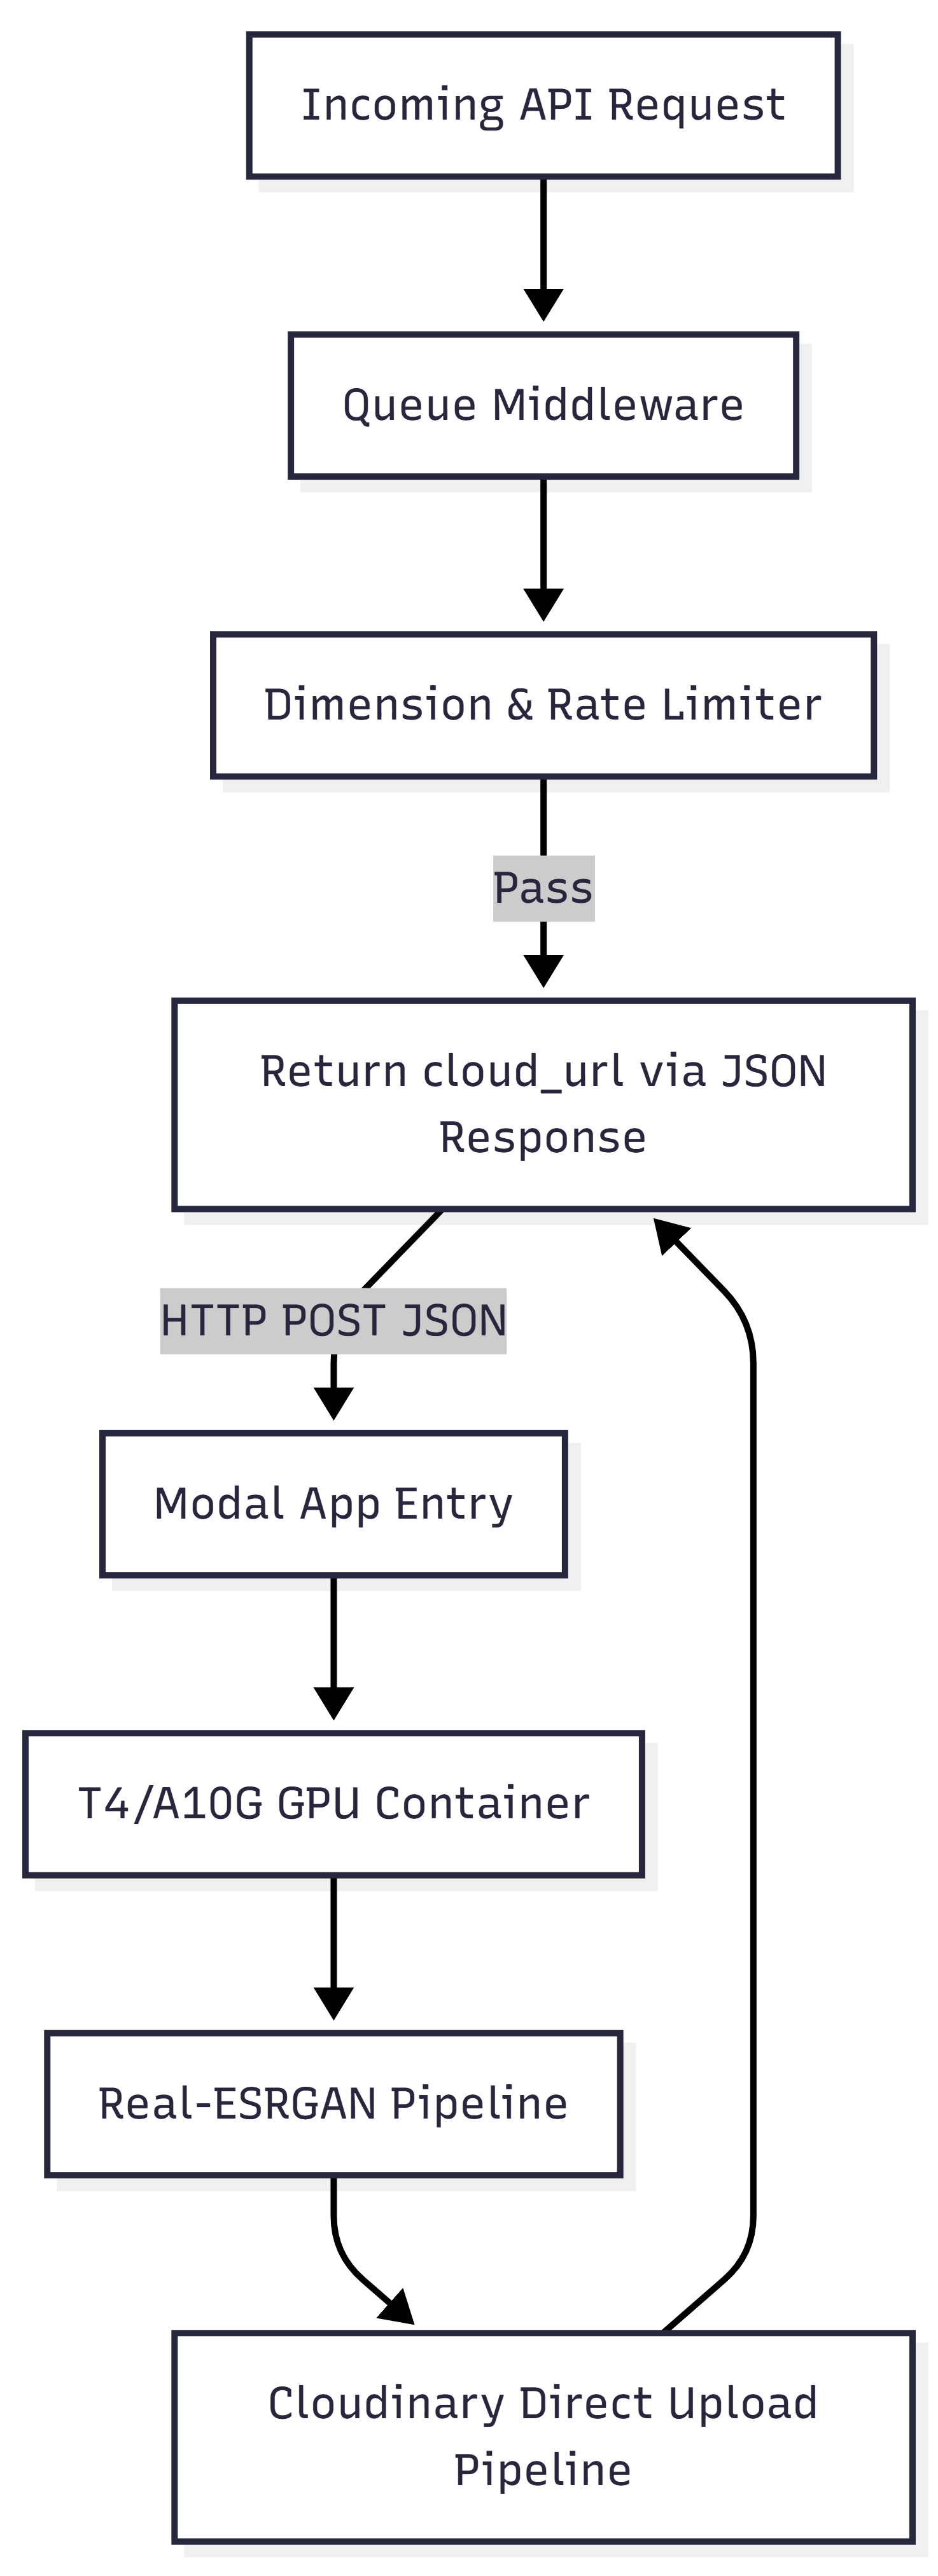 Incoming API Request
Queue Middleware
Dimension & Rate Limiter
Pass
Return cloud_url via JSON
Response
HTTP POST JSON
Modal App Entry
T4/A10G GPU Container
Real-ESRGAN Pipeline
Cloudinary Direct Upload
Pipeline